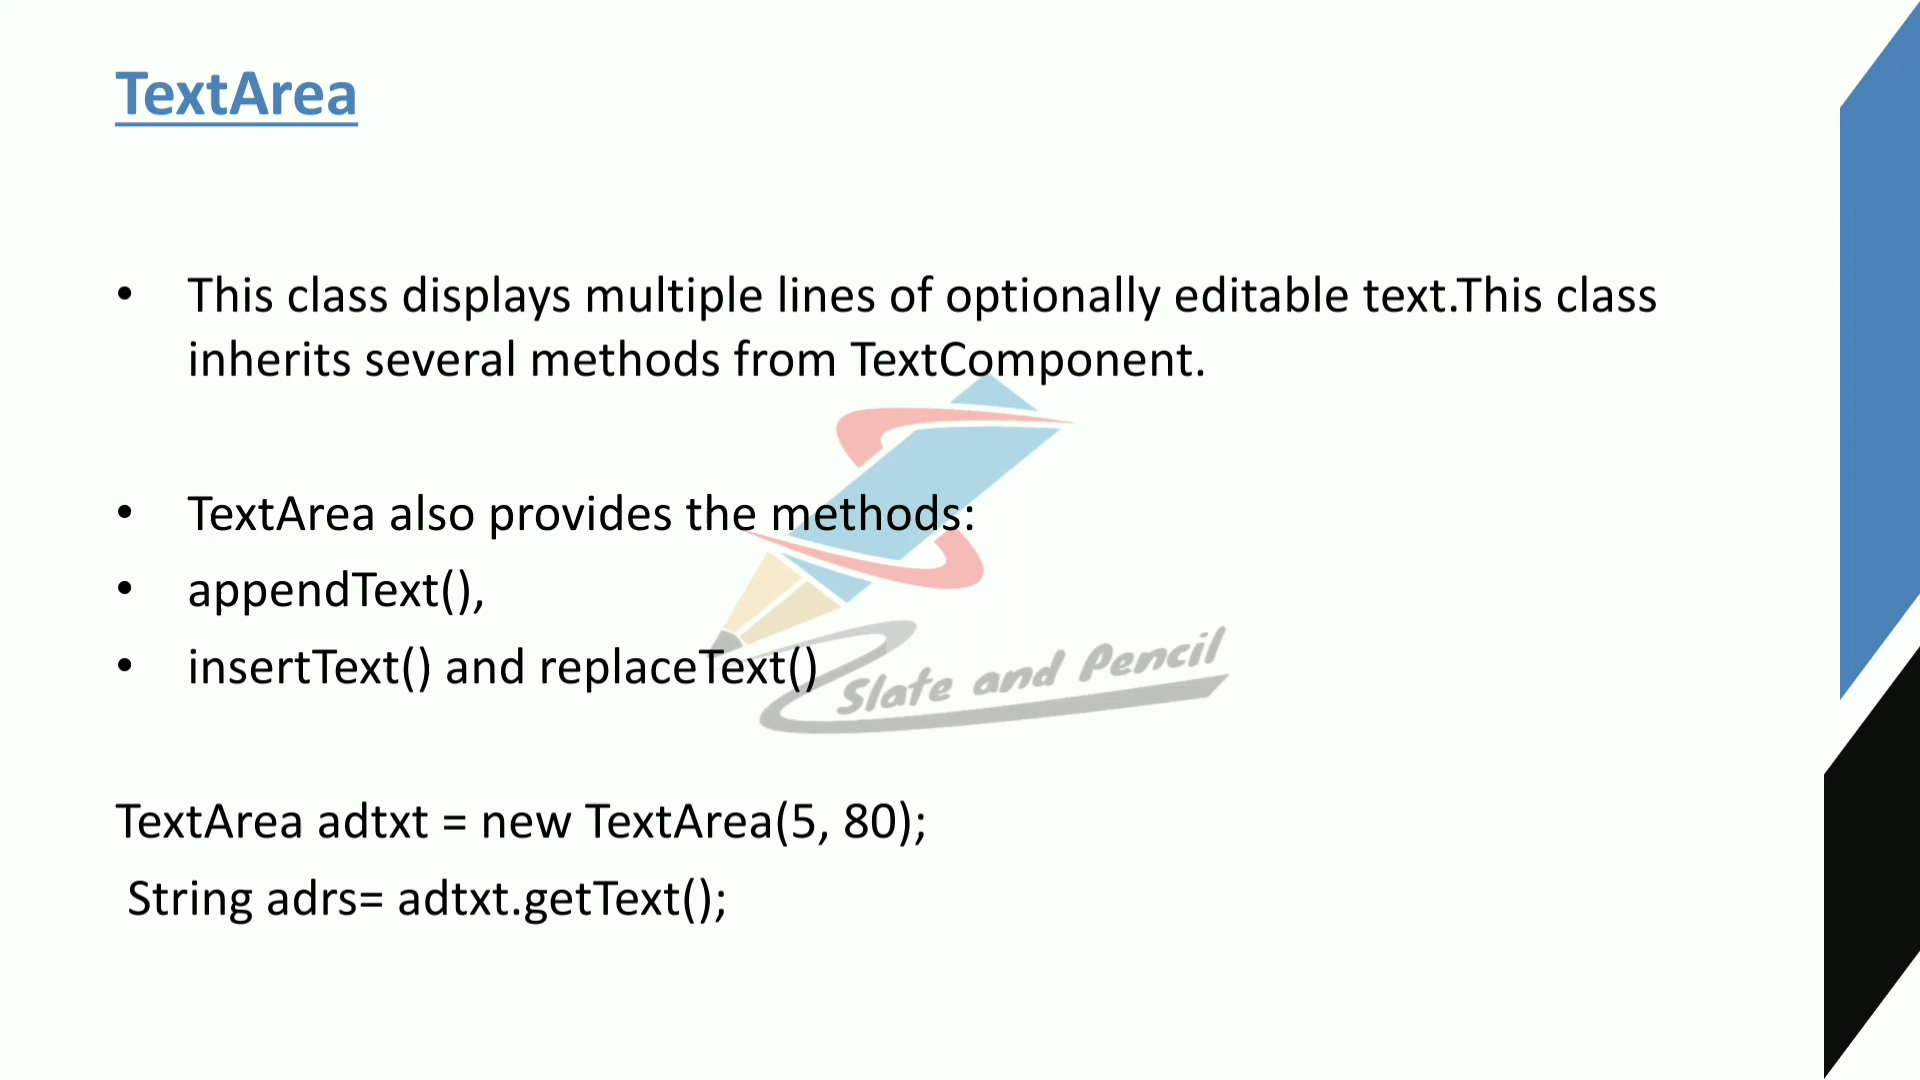 TextArea
• This class displays multiple lines of optionally editable text.This class
inherits several methods from TextComponent.
• TextArea also provides the methods:
• appendText(),
• insertText() and replaceText()
Slate and Pencil
TextArea adtxt = new TextArea(5, 80);
String adrs= adtxt.getText();